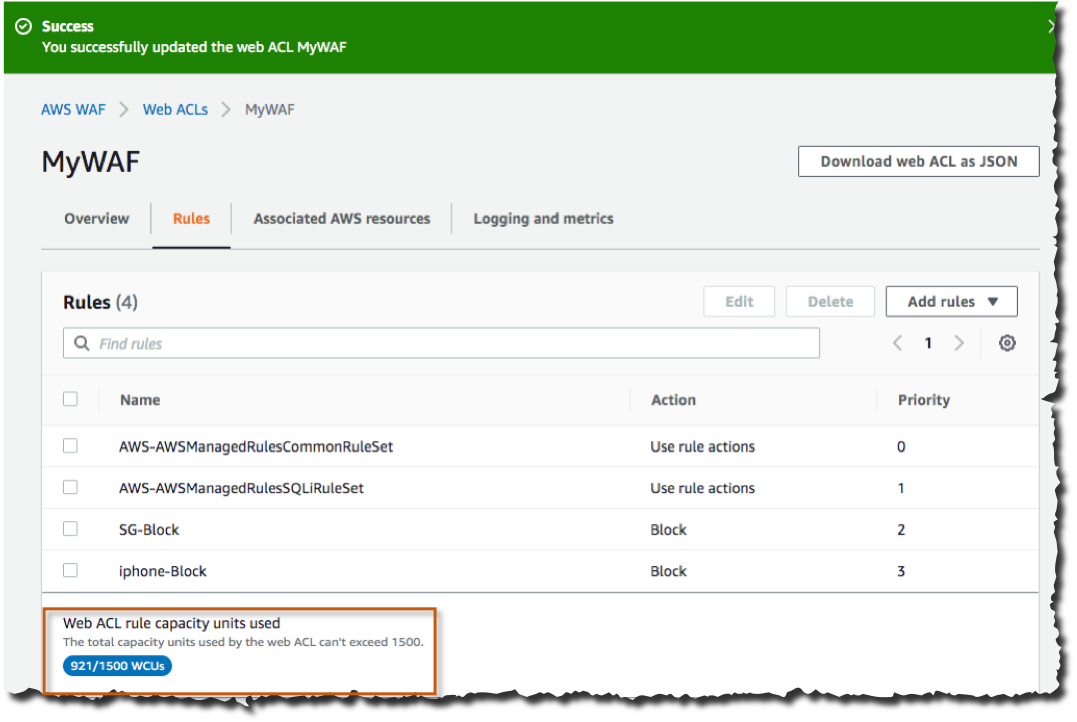 Success
You successfully updated the web ACL MyWAF
AWS WAF > Web ACLs > MyWAF
MyWAF
Download web ACL as JSON
Overview Rules Associated AWS resources Logging and metrics
Rules (4)
Edit Delete Add rules
Find rules
1
Name Action Priority
AWS-AWSManagedRulesCommonRuleSet Use rule actions 0
AWS-AWSManagedRulesSQLiRuleSet Use rule actions 1
SG-Block Block 2
iphone-Block Block 3
Web ACL rule capacity units used
The total capacity units used by the web ACL can't exceed 1500.
921/1500 WCUs